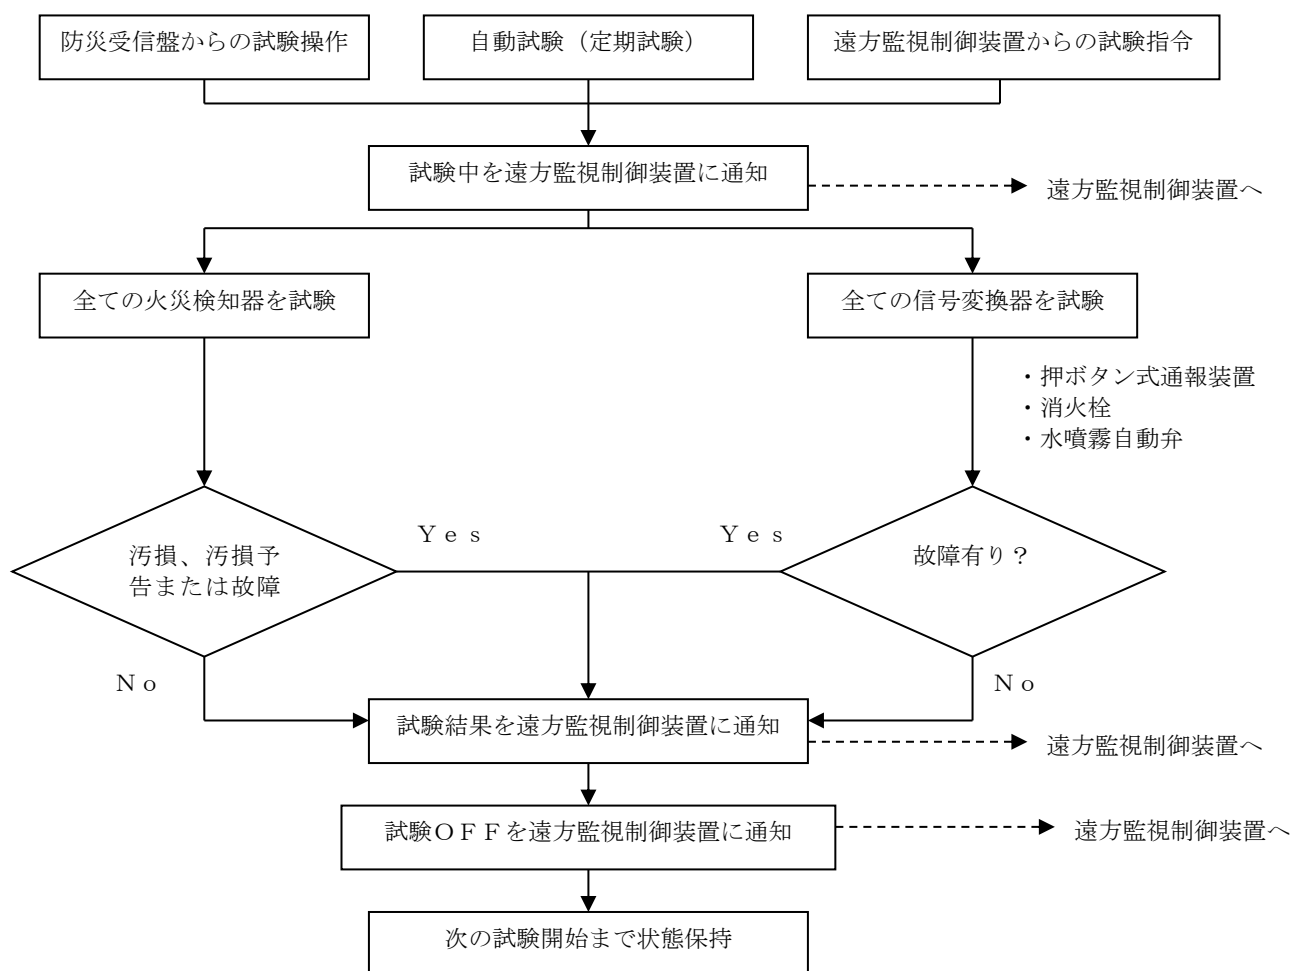 防災受信盤からの試験操作
自動試験（定期試験）
遠方監視制御装置からの試験指令
試験中を遠方監視制御装置に通知
遠方監視制御装置へ
全ての火災検知器を試験
全ての信号変換器を試験
・押ボタン式通報装置
・消火栓
・水噴霧自動弁
Ｙｅｓ
Ｙｅｓ
汚損、汚損予
告または故障
故障有り？
Ｎｏ
Ｎｏ
試験結果を遠方監視制御装置に通知
遠方監視制御装置へ
試験ＯＦＦを遠方監視制御装置に通知
遠方監視制御装置へ
次の試験開始まで状態保持